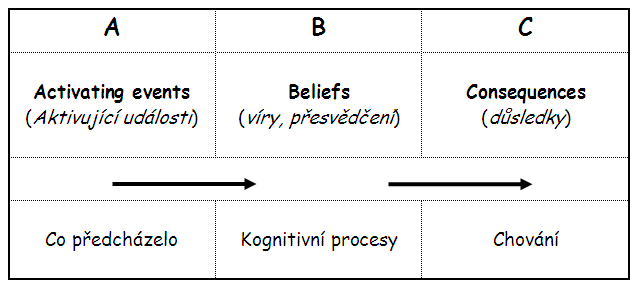 A B C
Activating events Beliefs Consequences
(Aktivující události) (víry, přesvědčení) (důsledky)
Co předcházelo Kognitivní procesy Chování